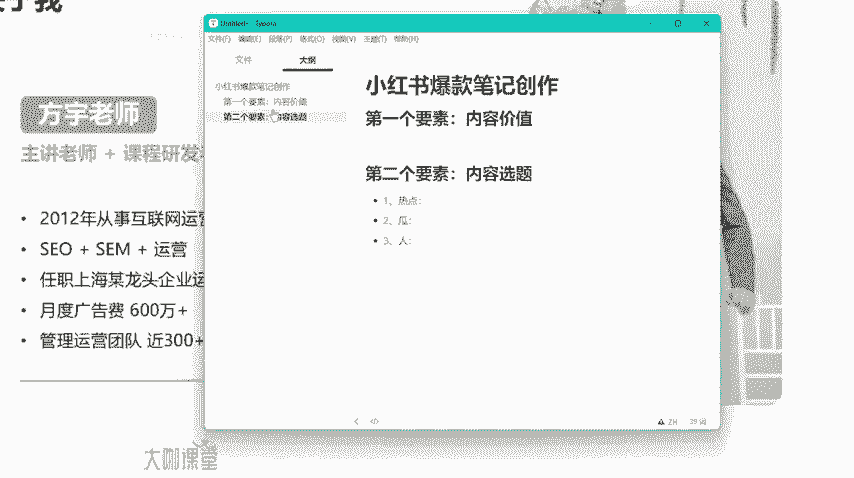 于我
方宇老师
主讲老师 + 课程研发
• 2012年从事互联网运营
• SEO + SEM + 运营
• 任职上海某龙头企业运
• 月度广告费 600万+
• 管理运营团队 近300+
大咖课堂
Untitled• - Typora
文件(F) 编辑(E) 段落(P) 格式(O) 视图(V) 主题(T) 帮助(H)
文件 大纲
小红书爆款笔记创作
第一个要素：内容价值
第二个要素：内容选题
小红书爆款笔记创作
第一个要素：内容价值
第二个要素：内容选题
• 1、热点：
• 2、瓜：
• 3、人：
ZH 39 词